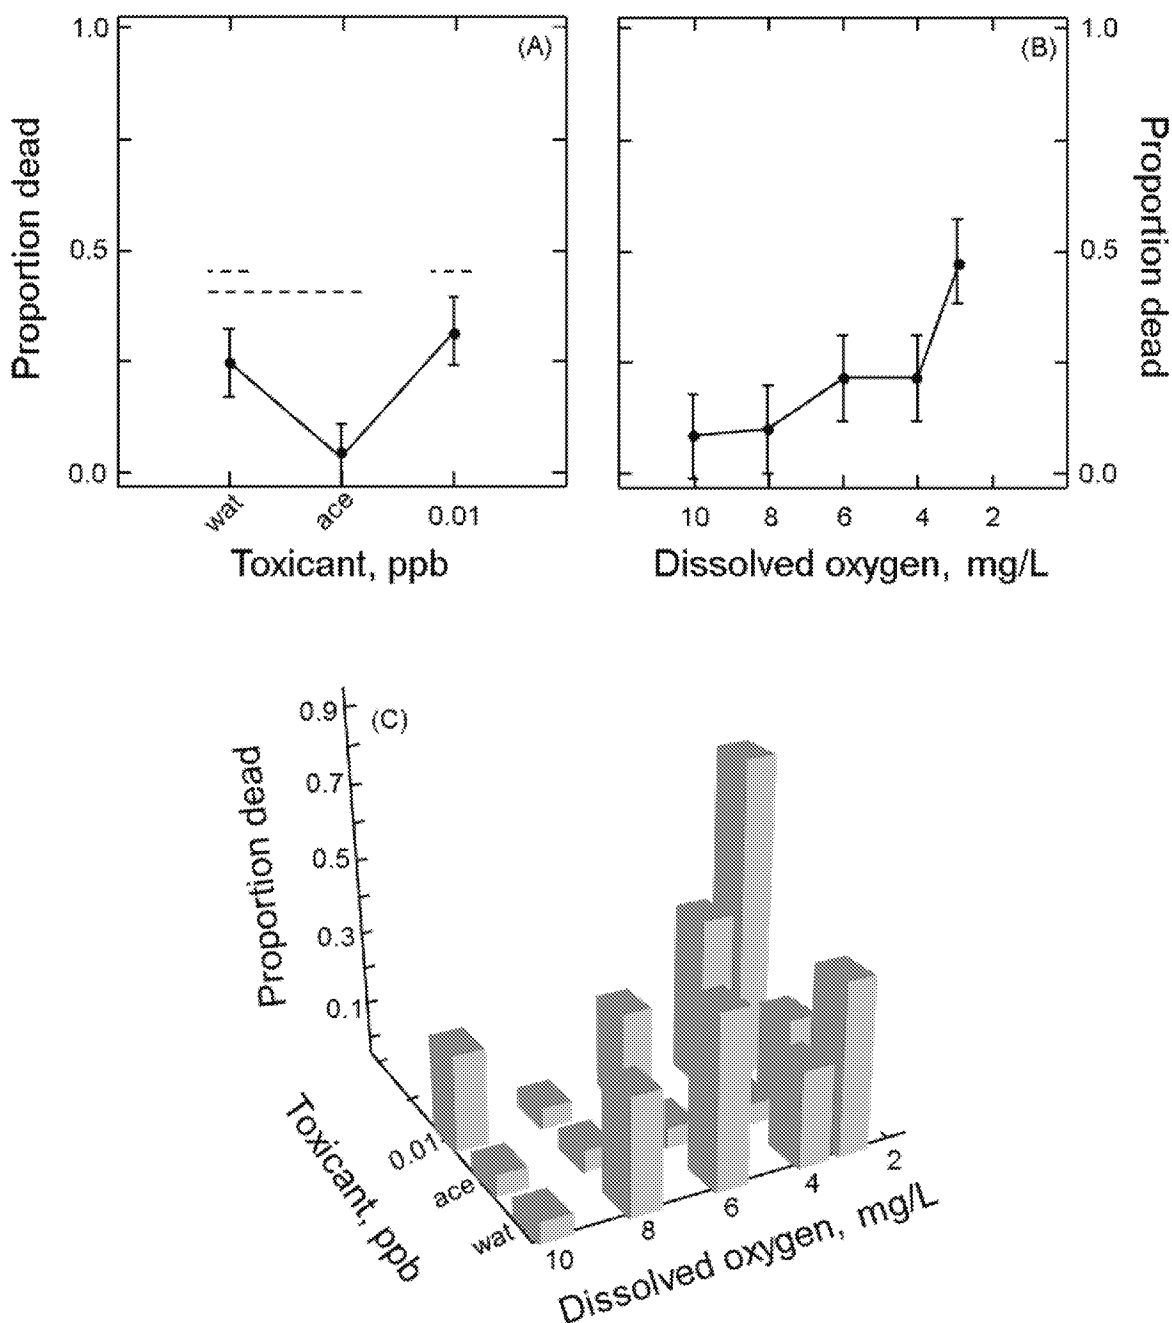 1.0
(A)
0.5
0.0
Proportion dead
wat
ace
0.01
Toxicant, ppb
1.0
(B)
0.5
0.0
Proportion dead
10 8 6 4 2
Dissolved oxygen, mg/L
(C)
0.9
0.7
0.5
0.3
0.1
Proportion dead
0.01
ace
wat
Toxicant, ppb
10 8 6 4 2
Dissolved oxygen, mg/L